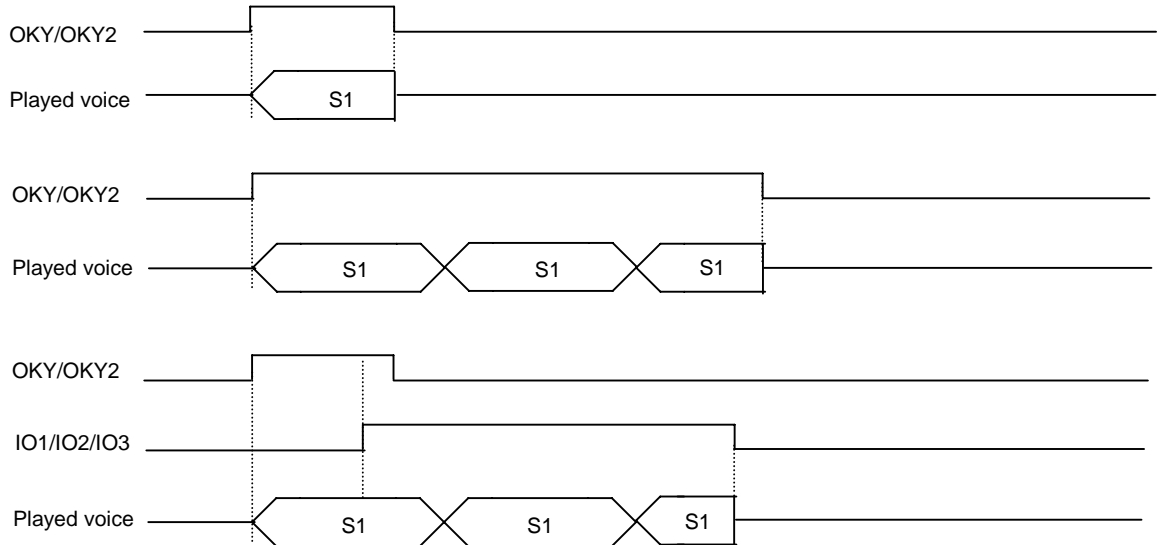 OKY/OKY2
Played voice S1
OKY/OKY2
Played voice S1 S1 S1
OKY/OKY2
IO1/IO2/IO3
Played voice S1 S1 S1